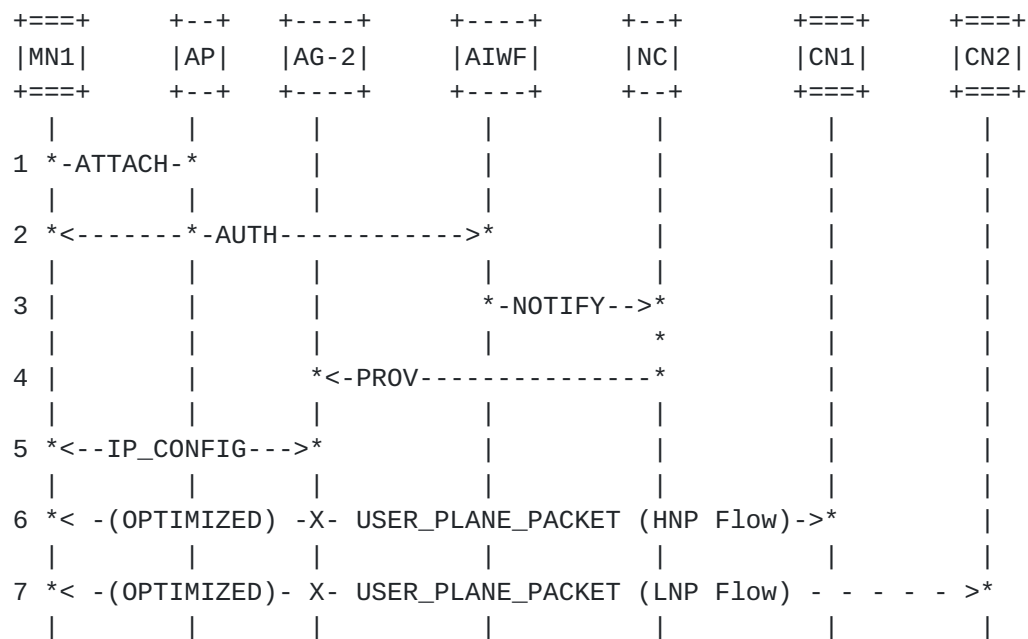 +===+     +--+   +----+     +----+     +--+       +===+     +===+
|MN1|     |AP|   |AG-2|     |AIWF|     |NC|       |CN1|     |CN2|
+===+     +--+   +----+     +----+     +--+       +===+     +===+
  |        |       |          |          |          |         |
1 *-ATTACH-*       |          |          |          |         |
  |        |       |          |          |          |         |
2 *<-------*-AUTH------------>*          |          |         |
  |        |       |          |          |          |         |
3 |        |       |          *-NOTIFY-->*          |         |
  |        |       |          |          *          |         |
4 |        |       *<-PROV---------------*          |         |
  |        |       |          |          |          |         |
5 *<--IP_CONFIG--->*          |          |          |         |
  |        |       |          |          |          |         |
6 *< -(OPTIMIZED) -X- USER_PLANE_PACKET (HNP Flow)->*         |
  |        |       |          |          |          |         |
7 *< -(OPTIMIZED)- X- USER_PLANE_PACKET (LNP Flow) - - - - - >*
  |        |       |          |          |          |         |